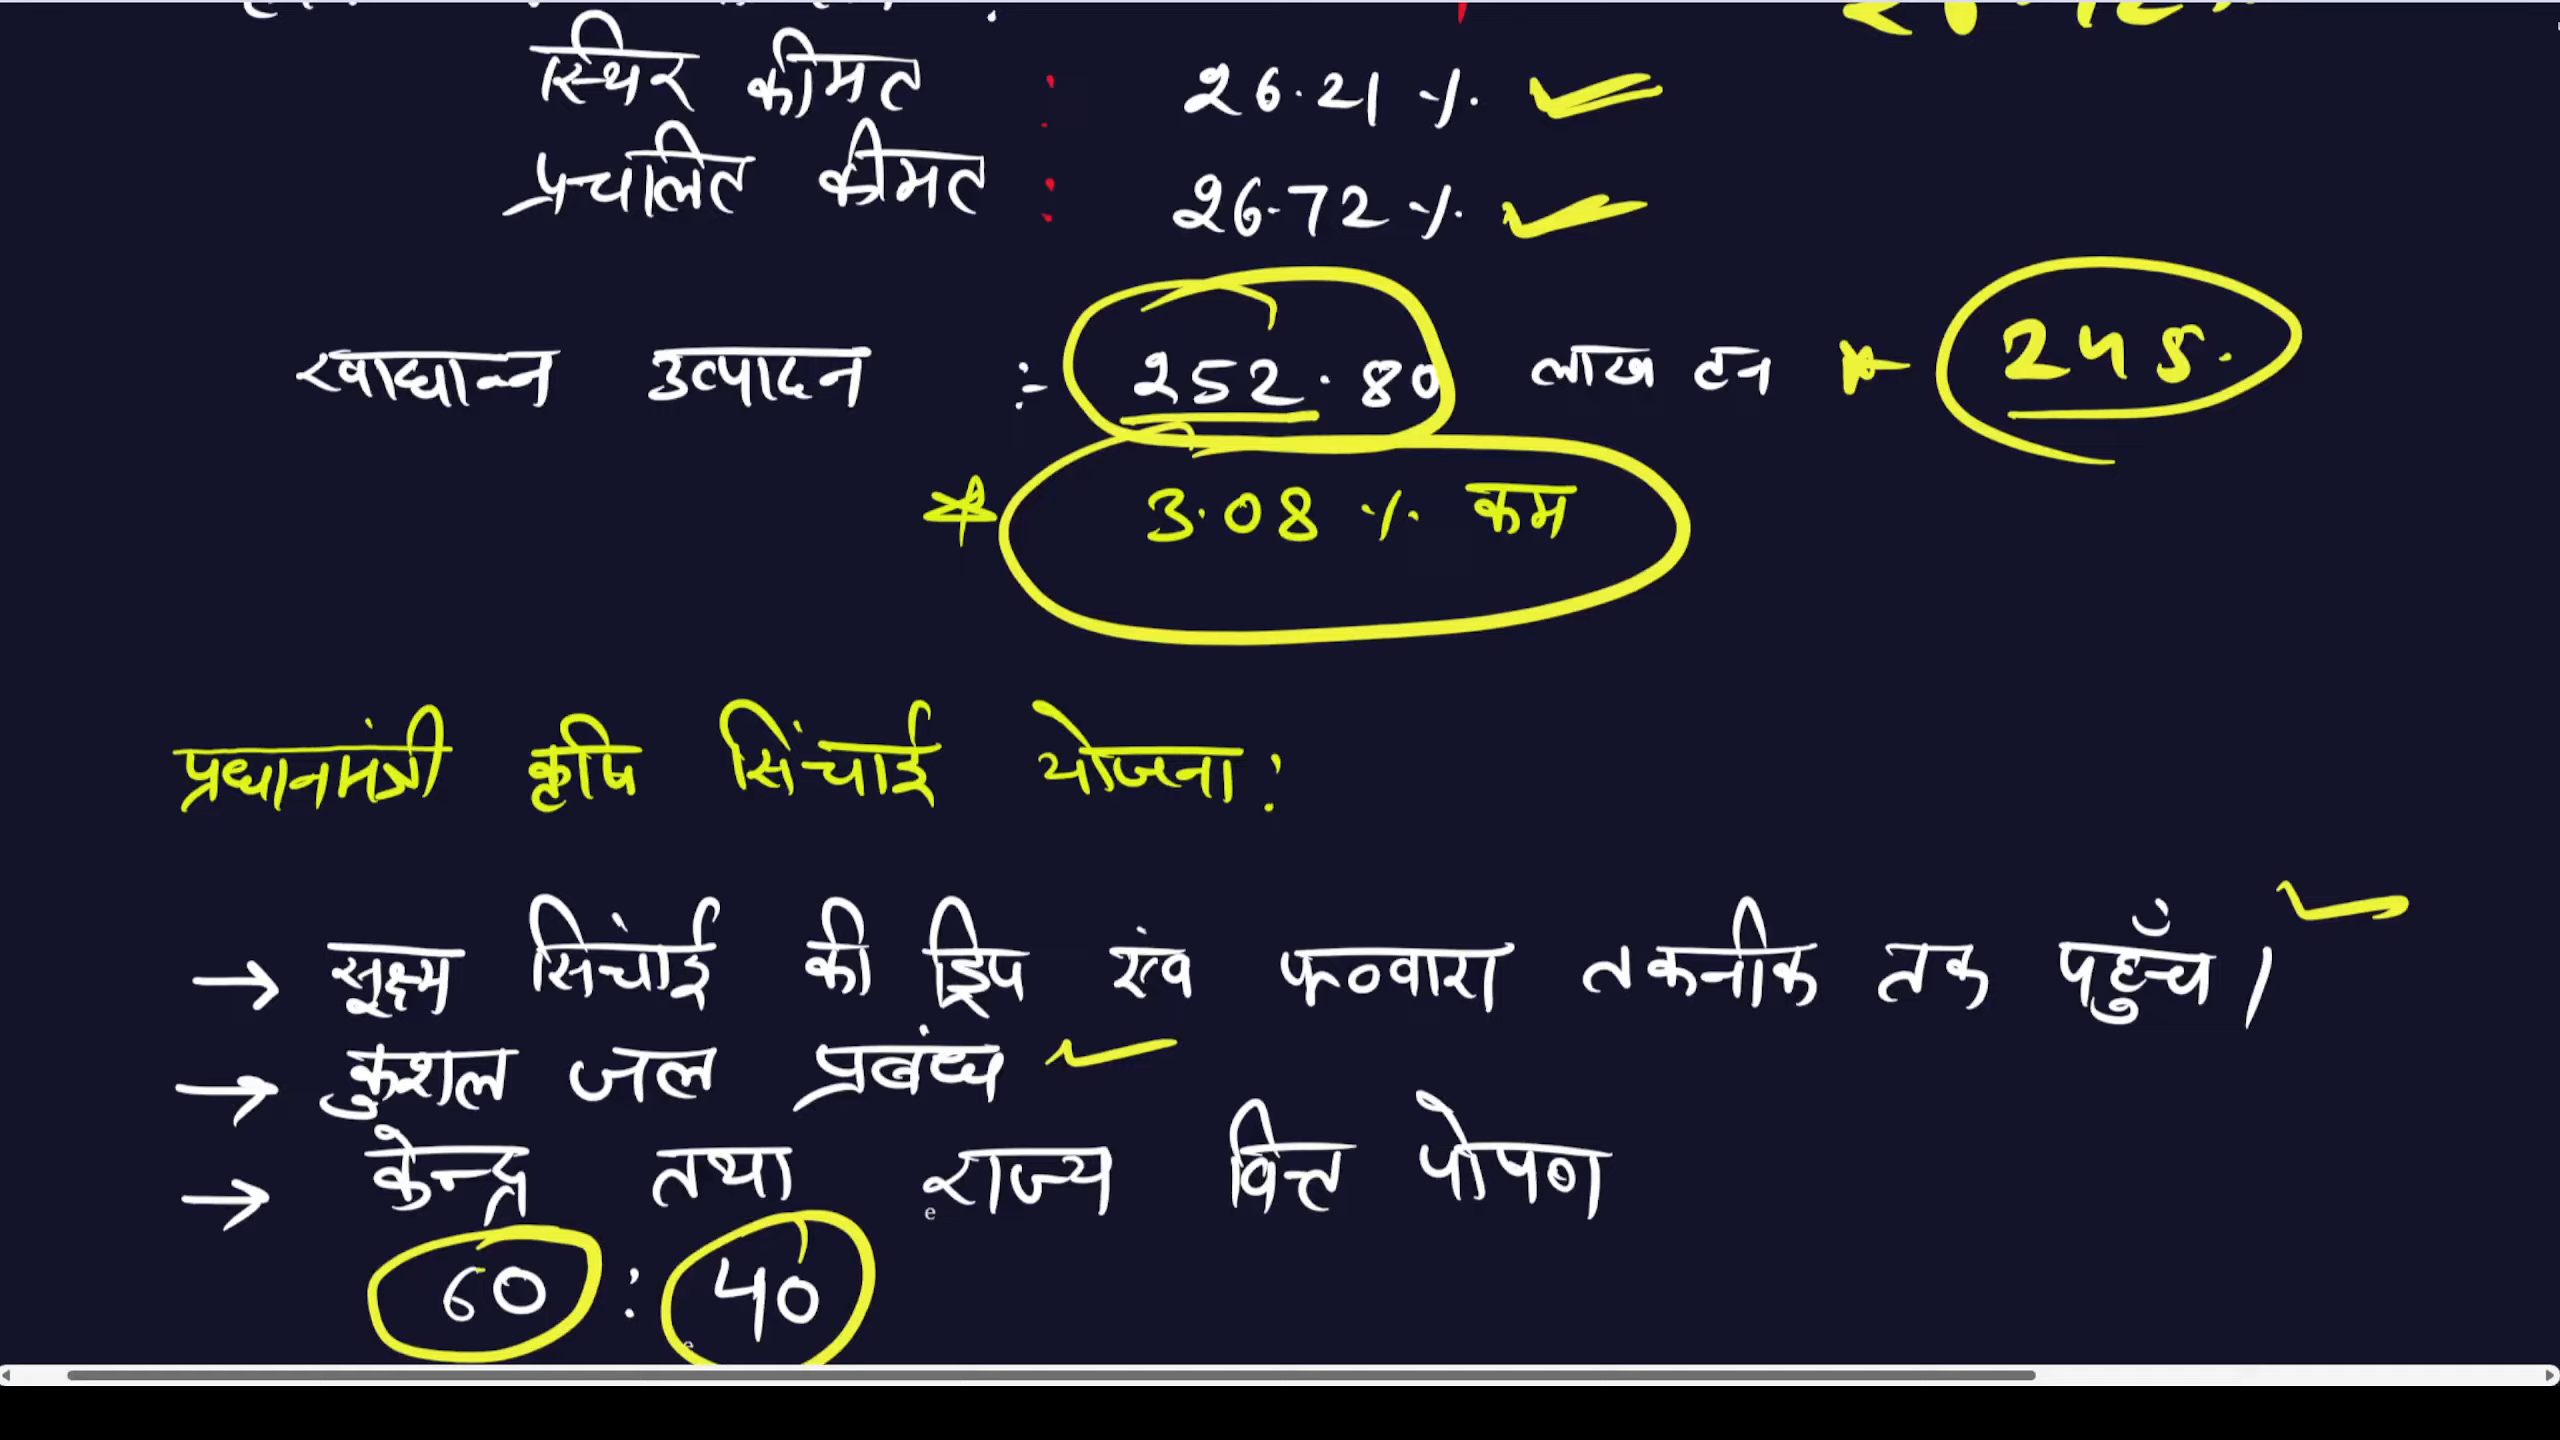 स्थिर कीमत : 26.21 %
प्रचलित कीमत : 26.72 %
खाद्यान्न उत्पादन :- 252.80 लाख टन * 245.
* 3.08 % कम
प्रधानमंत्री कृषि सिंचाई योजना :
→ सूक्ष्म सिंचाई की ड्रिप एंव फव्वारा तकनीक तक पहुँच।
→ कुशल जल प्रबंध
→ केन्द्र तथा राज्य वित्त पोषण
60 : 40